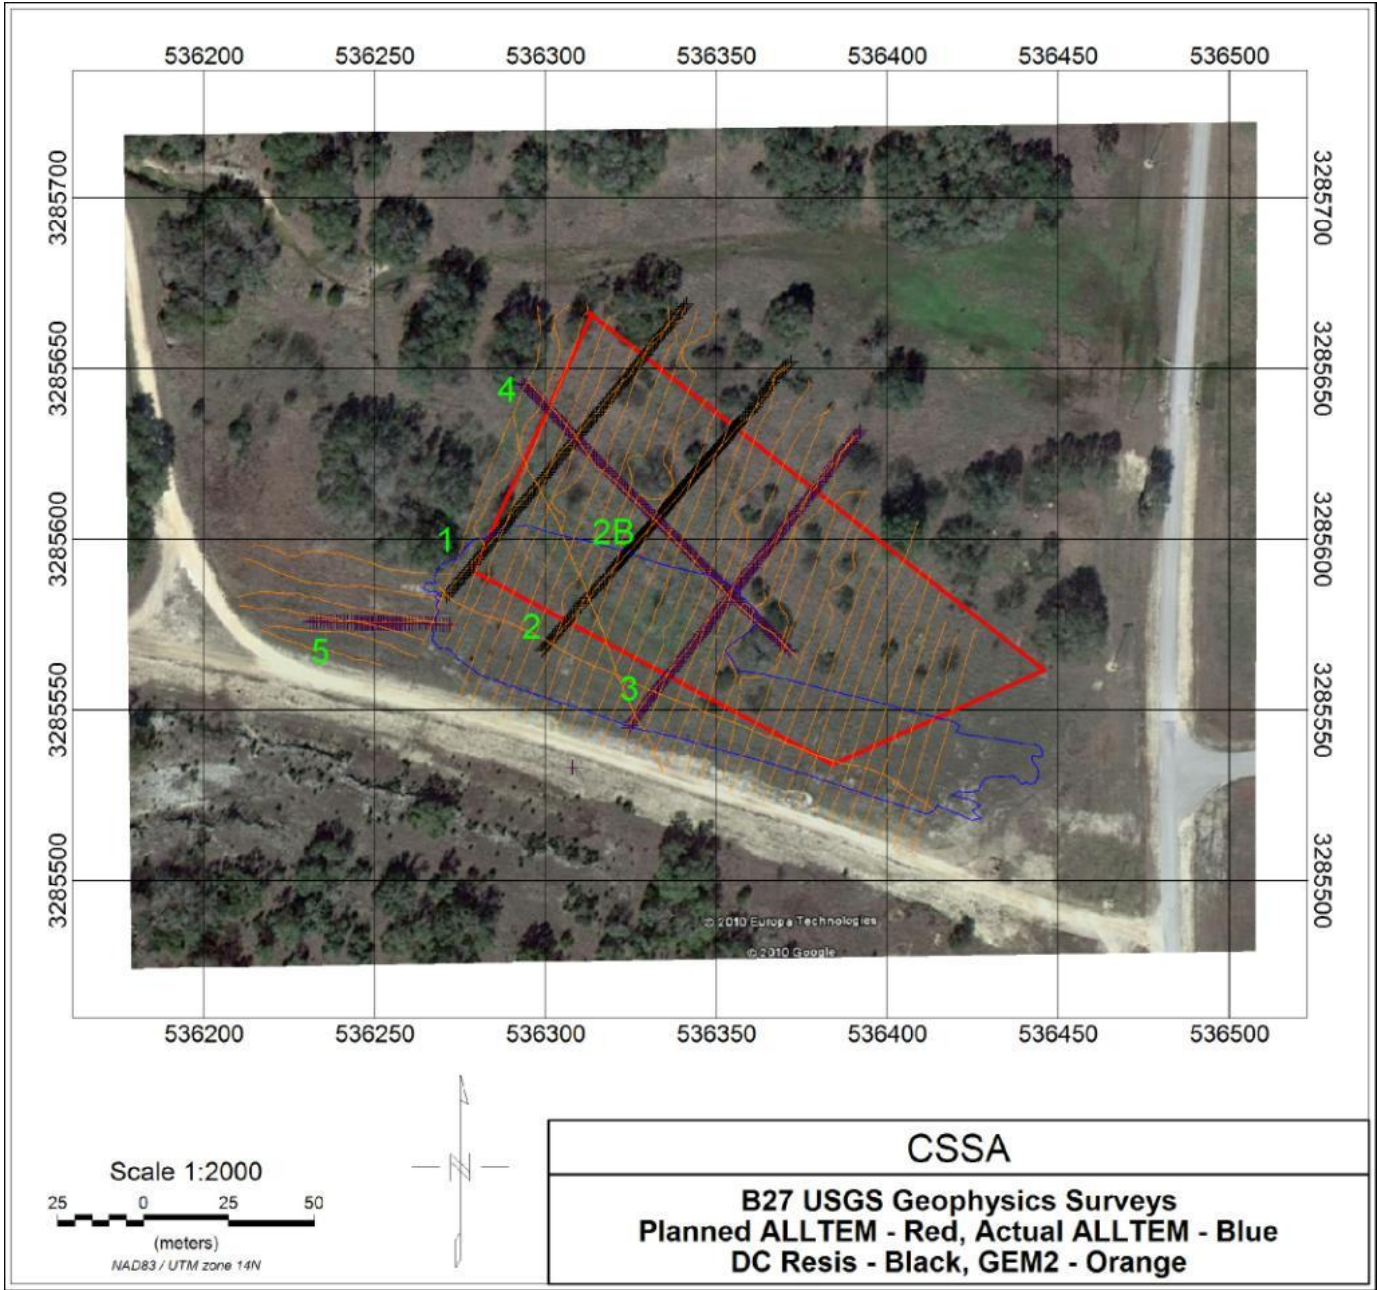 536200 536250 536300 536350 536400 536450 536500
3285700
3285650
3285600
3285550
3285500
3285700
3285650
3285600
3285550
3285500
4
1
2B
2
3
5
© 2010 Europa Technologies
© 2010 Google
536200 536250 536300 536350 536400 536450 536500
N
Scale 1:2000
25 0 25 50
(meters)
NAD83 / UTM zone 14N
CSSA
B27 USGS Geophysics Surveys
Planned ALLTEM - Red, Actual ALLTEM - Blue
DC Resis - Black, GEM2 - Orange